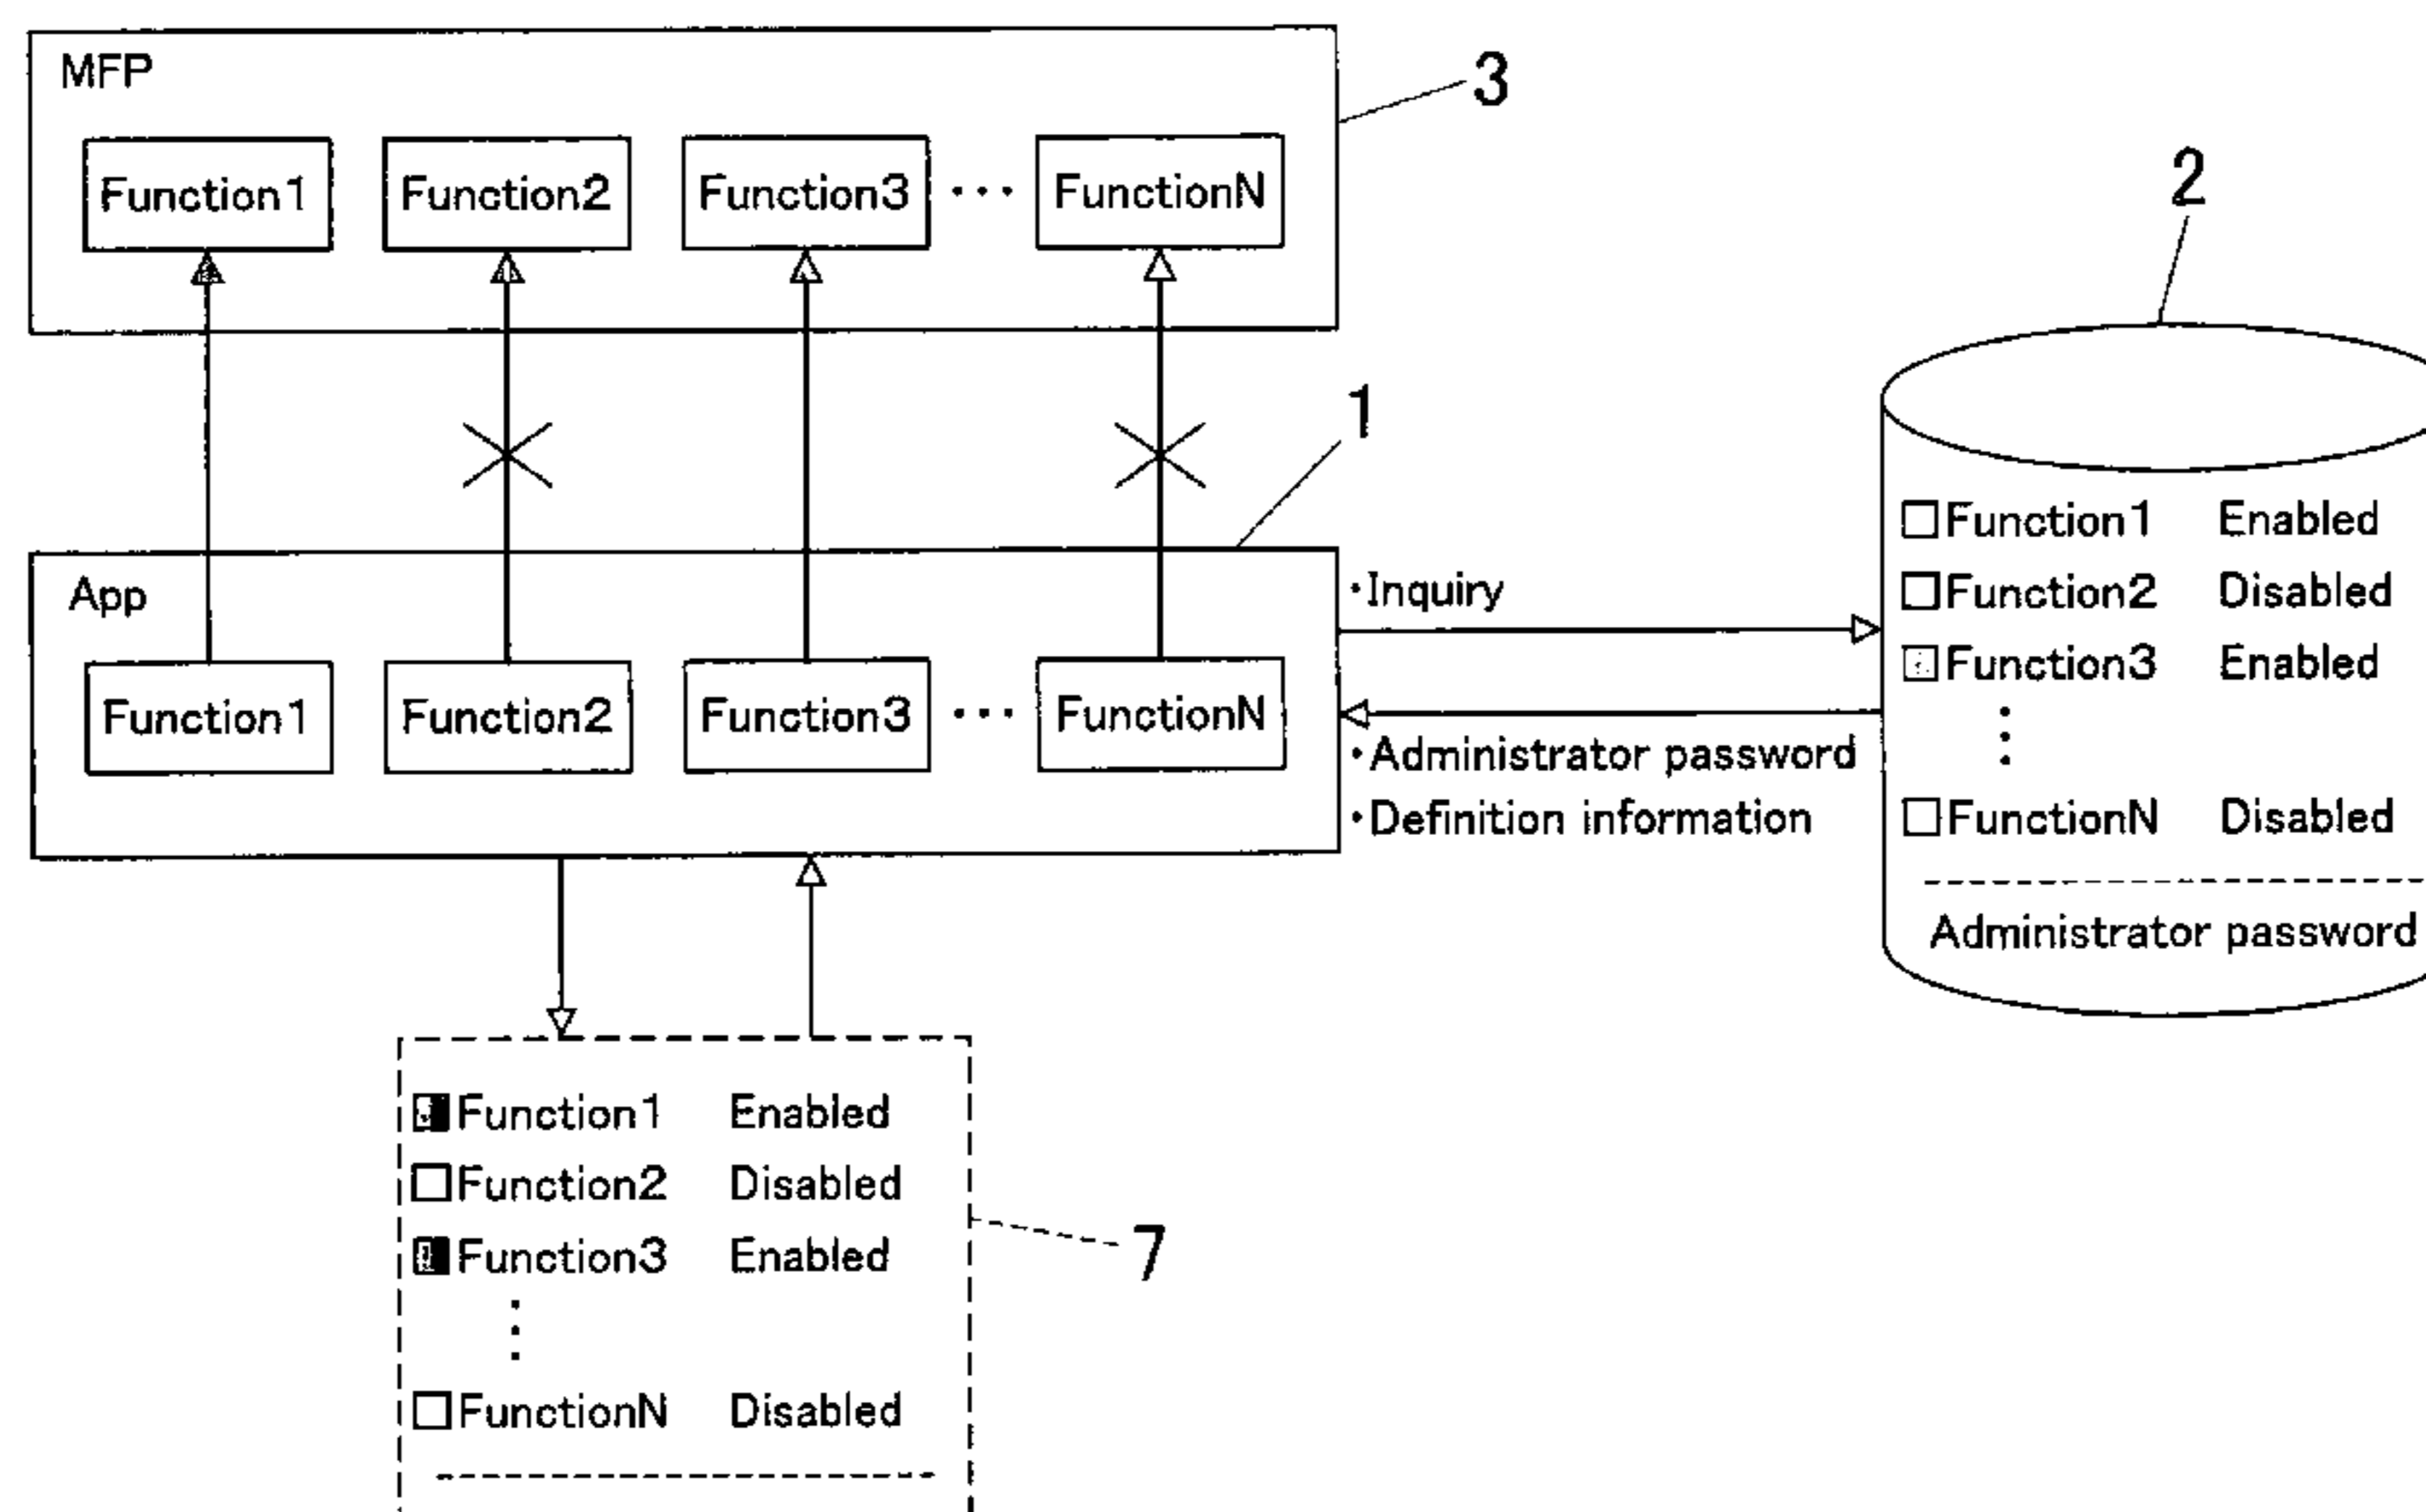 MFP
3
Function1 Function2 Function3 ··· FunctionN
2
1
App
Function1 Function2 Function3 ··· FunctionN
·Inquiry
·Administrator password
·Definition information
Function1 Enabled
Function2 Disabled
Function3 Enabled
FunctionN Disabled
Administrator password
Function1 Enabled
Function2 Disabled
Function3 Enabled
FunctionN Disabled
7